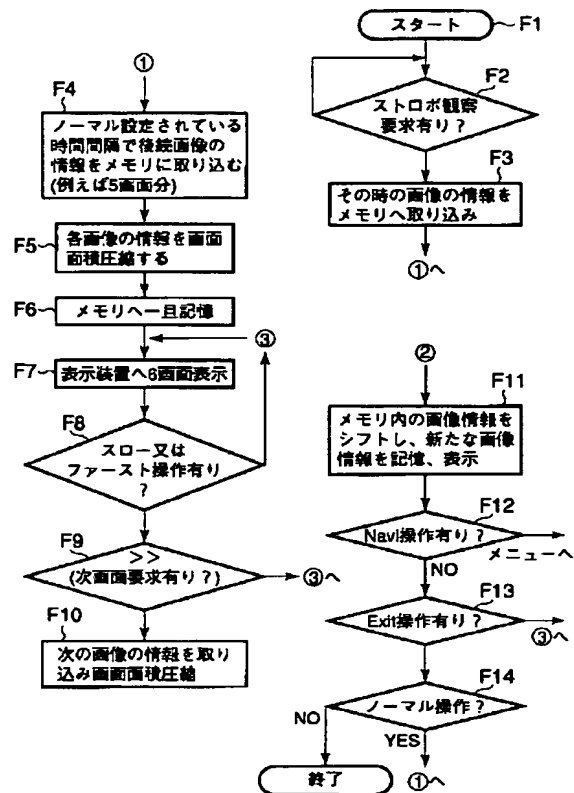 スタート
F1
F2
ストロボ観察
要求有り?
F3
その時の画像の情報を
メモリへ取り込み
①へ
①
F4
ノーマル設定されている
時間間隔で後続画像の
情報をメモリに取り込む
(例えば5画面分)
F5
各画像の情報を画面
面積圧縮する
F6
メモリへ一旦記憶
③
F7
表示装置へ6画面表示
F8
スロー又は
ファースト操作有り
?
F9
>>
(次画面要求有り?)
③へ
F10
次の画像の情報を取り
込み画面面積圧縮
②
F11
メモリ内の画像情報を
シフトし、新たな画像
情報を記憶、表示
F12
Navi操作有り?
メニューへ
NO
F13
Exit操作有り?
③へ
F14
ノーマル操作?
NO
YES
終了
①へ